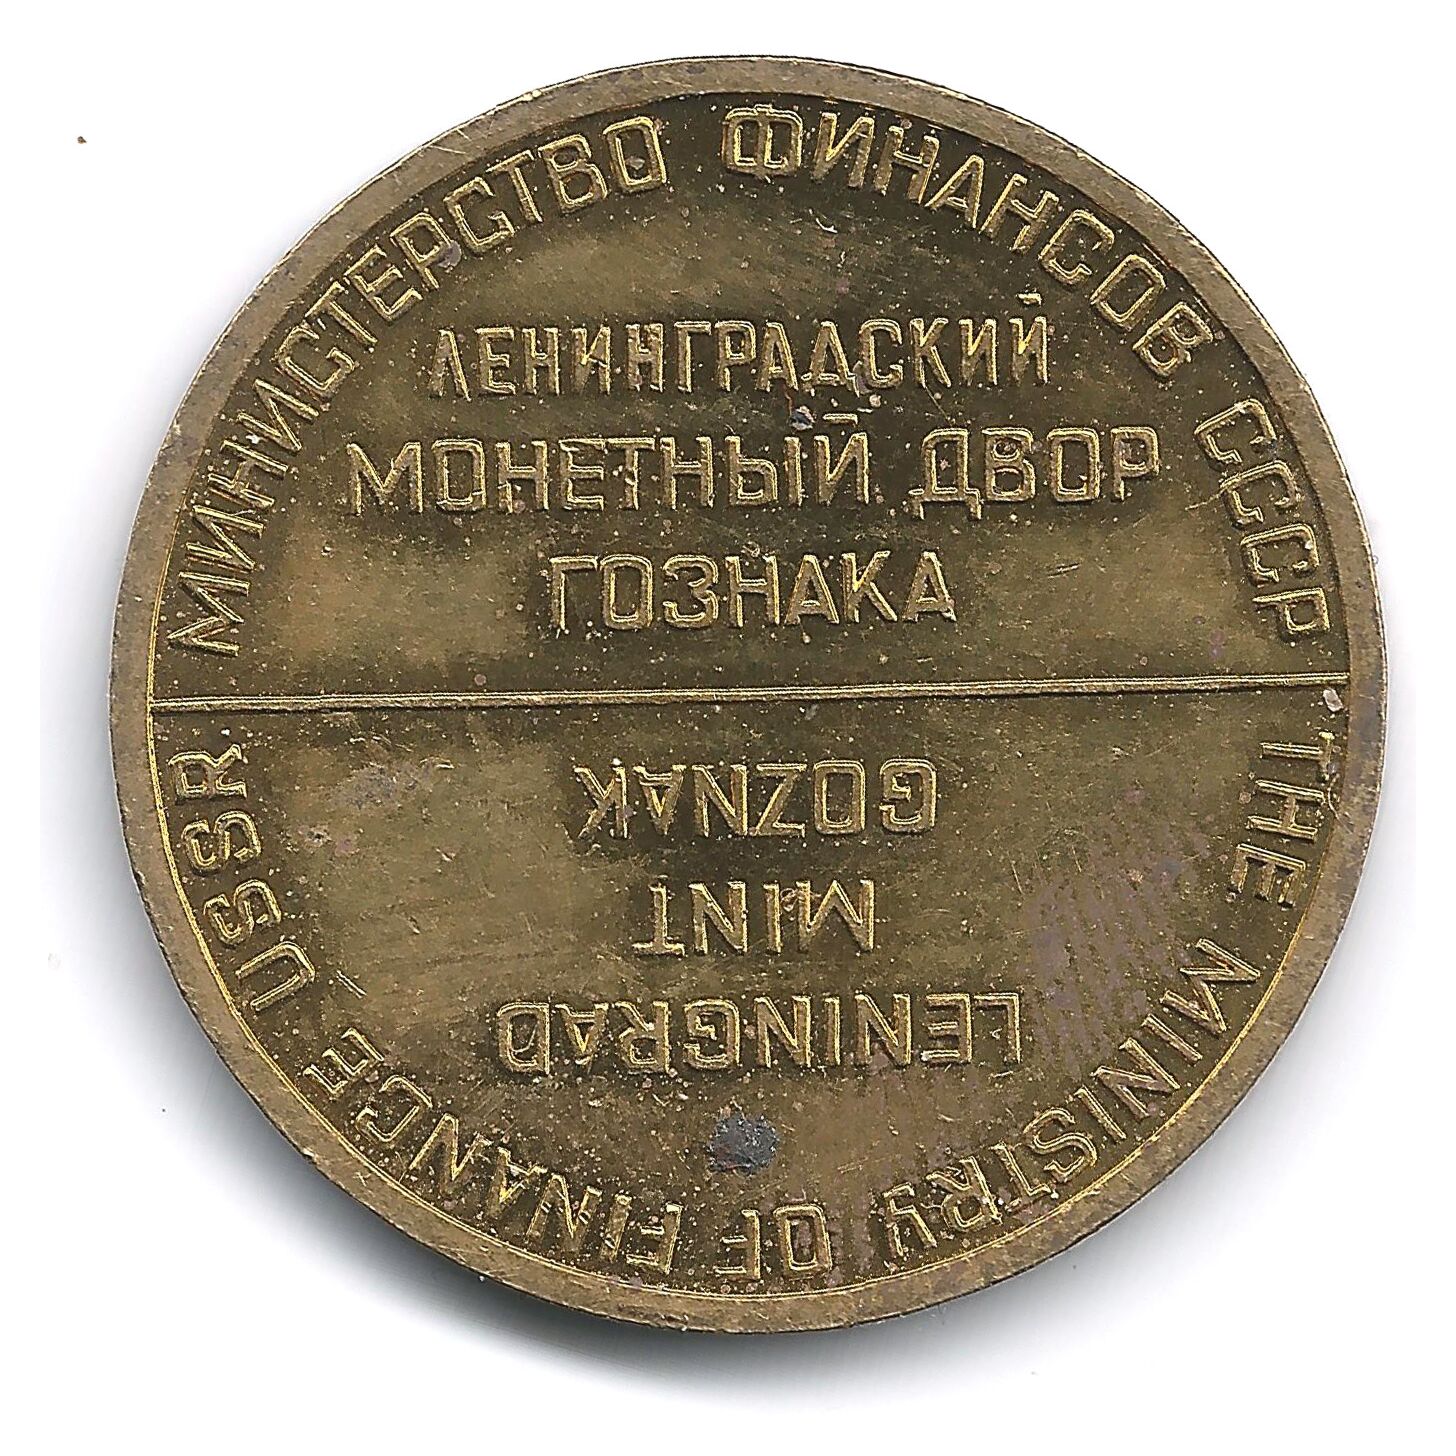 МИНИСТЕРСТВО ФИНАНСОВ СССР
ЛЕНИНГРАДСКИЙ
МОНЕТНЫЙ ДВОР
ГОЗНАКА
THE MINISTRY OF FINANCE USSR
LENINGRAD
MINT
GOZNAK